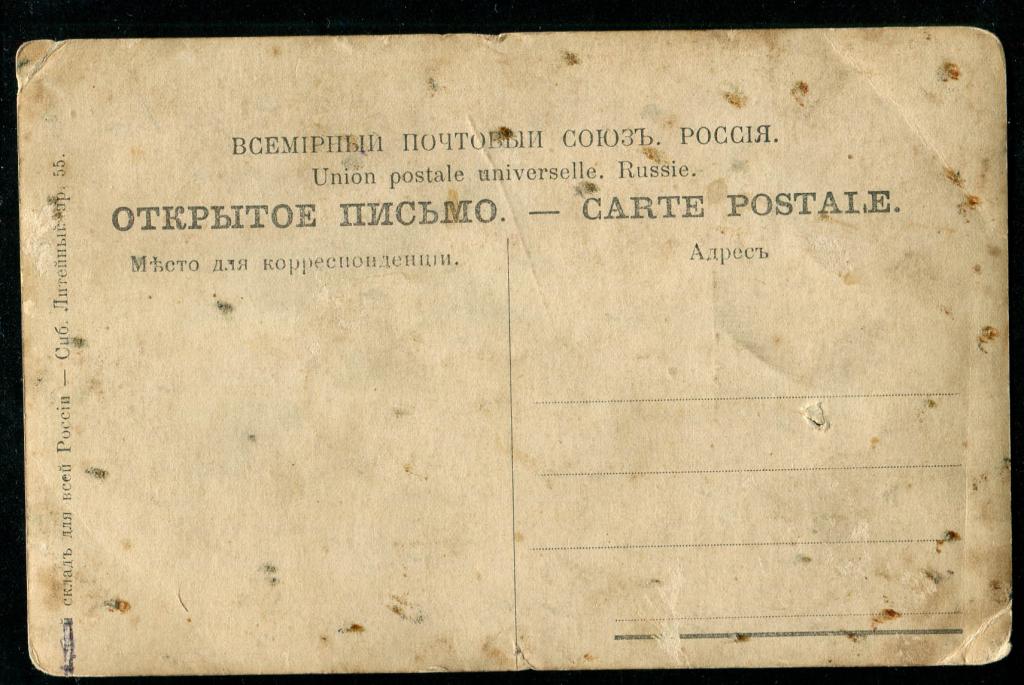 ВСЕМІРНЫЙ ПОЧТОВЫЙ СОЮЗЪ. РОССІЯ.
Union postale universelle. Russie.
ОТКРЫТОЕ ПИСЬМО. — CARTE POSTALE.
Мѣсто для корреспонденціи.
Адресъ
складъ для всей Россіи — Спб. Литейный пр. 55.